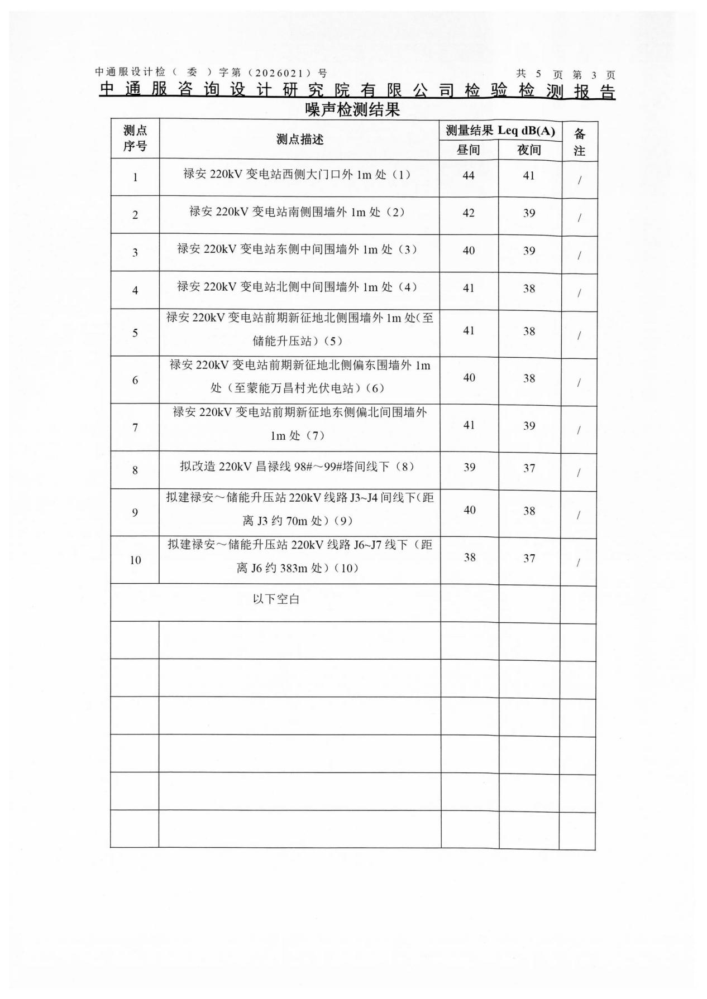 中通服设计检（ 委 ）字第（2026021）号
共 5 页 第 3 页
中通服咨询设计研究院有限公司检验检测报告
噪声检测结果
测点序号 测点描述 测量结果 Leq dB(A) 备注
昼间 夜间
1 禄安 220kV 变电站西侧大门口外 1m 处（1） 44 41 /
2 禄安 220kV 变电站南侧围墙外 1m 处（2） 42 39 /
3 禄安 220kV 变电站东侧中间围墙外 1m 处（3） 40 39 /
4 禄安 220kV 变电站北侧中间围墙外 1m 处（4） 41 38 /
禄安 220kV 变电站前期新征地北侧围墙外 1m 处（至
5 储能升压站）（5） 41 38 /
禄安 220kV 变电站前期新征地北侧偏东围墙外 1m
6 处（至蒙能万昌村光伏电站）（6） 40 38 /
禄安 220kV 变电站前期新征地东侧偏北间围墙外
7 1m 处（7） 41 39 /
8 拟改造 220kV 昌禄线 98#～99#塔间线下（8） 39 37 /
拟建禄安～储能升压站 220kV 线路 J3~J4 间线下（距
9 离 J3 约 70m 处）（9） 40 38 /
拟建禄安～储能升压站 220kV 线路 J6~J7 线下（距
10 离 J6 约 383m 处）（10） 38 37 /
以下空白